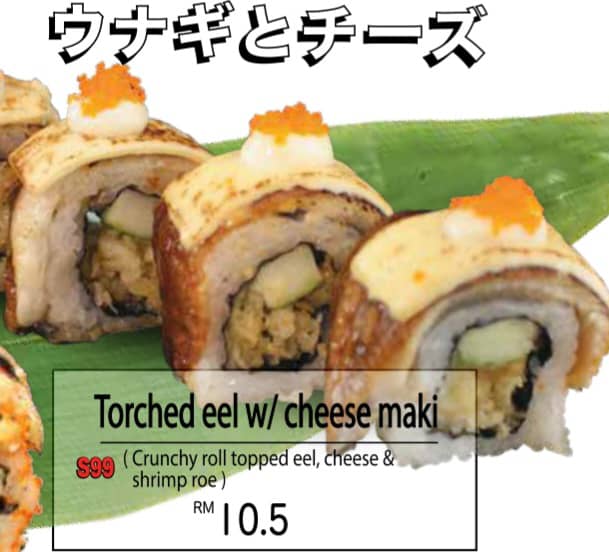 ウナギとチーズ
Torched eel w/ cheese maki
S99 ( Crunchy roll topped eel, cheese &
shrimp roe )
RM 10.5